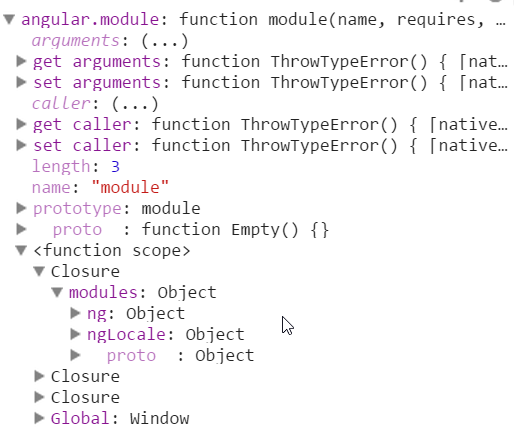 angular.module: function module(name, requires, …
arguments: (...)
get arguments: function ThrowTypeError() { [nat…
set arguments: function ThrowTypeError() { [nat…
caller: (...)
get caller: function ThrowTypeError() { [native…
set caller: function ThrowTypeError() { [native…
length: 3
name: "module"
prototype: module
proto : function Empty() {}
<function scope>
Closure
modules: Object
ng: Object
ngLocale: Object
proto : Object
Closure
Closure
Global: Window